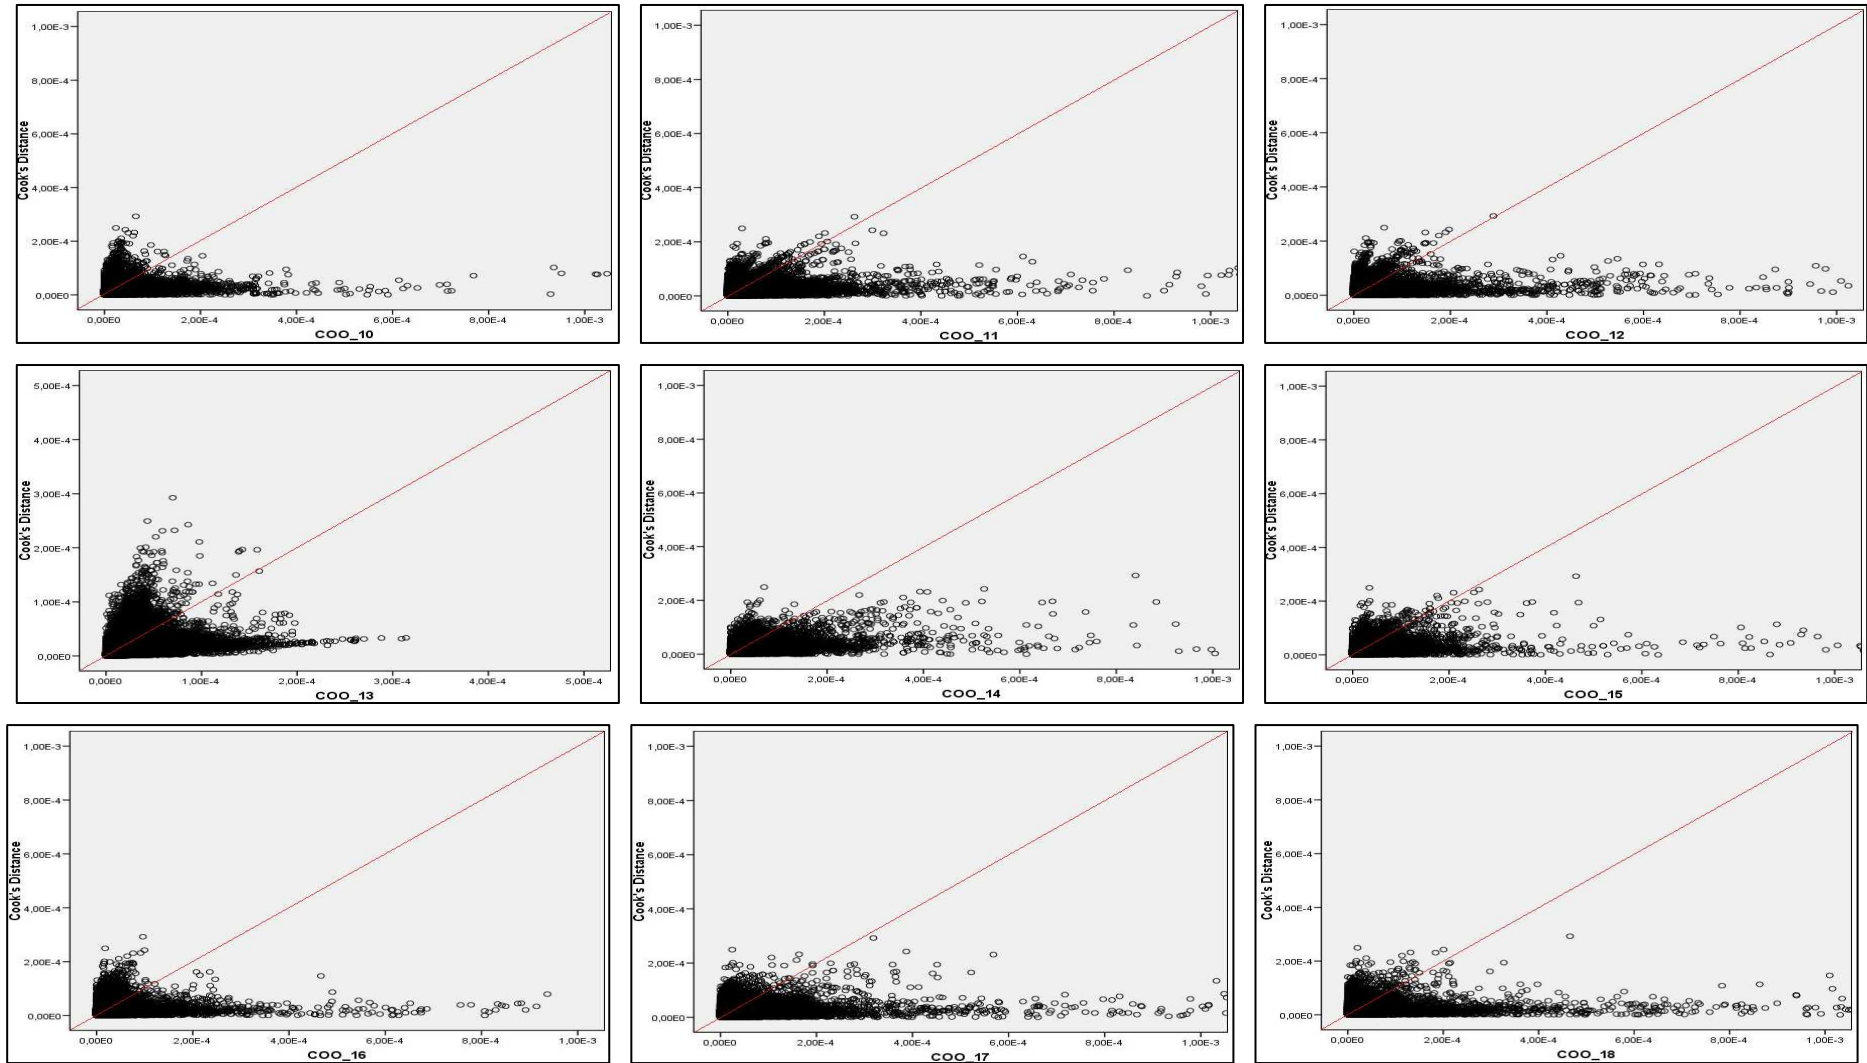 1,00E-3
8,00E-4
6,00E-4
4,00E-4
2,00E-4
0,00E0
Cook's Distance
0,00E0 2,00E-4 4,00E-4 6,00E-4 8,00E-4 1,00E-3
COO_10
1,00E-3
8,00E-4
6,00E-4
4,00E-4
2,00E-4
0,00E0
Cook's Distance
0,00E0 2,00E-4 4,00E-4 6,00E-4 8,00E-4 1,00E-3
COO_11
1,00E-3
8,00E-4
6,00E-4
4,00E-4
2,00E-4
0,00E0
Cook's Distance
0,00E0 2,00E-4 4,00E-4 6,00E-4 8,00E-4 1,00E-3
COO_12
5,00E-4
4,00E-4
3,00E-4
2,00E-4
1,00E-4
0,00E0
Cook's Distance
0,00E0 1,00E-4 2,00E-4 3,00E-4 4,00E-4 5,00E-4
COO_13
1,00E-3
8,00E-4
6,00E-4
4,00E-4
2,00E-4
0,00E0
Cook's Distance
0,00E0 2,00E-4 4,00E-4 6,00E-4 8,00E-4 1,00E-3
COO_14
1,00E-3
8,00E-4
6,00E-4
4,00E-4
2,00E-4
0,00E0
Cook's Distance
0,00E0 2,00E-4 4,00E-4 6,00E-4 8,00E-4 1,00E-3
COO_15
1,00E-3
8,00E-4
6,00E-4
4,00E-4
2,00E-4
0,00E0
Cook's Distance
0,00E0 2,00E-4 4,00E-4 6,00E-4 8,00E-4 1,00E-3
COO_16
1,00E-3
8,00E-4
6,00E-4
4,00E-4
2,00E-4
0,00E0
Cook's Distance
0,00E0 2,00E-4 4,00E-4 6,00E-4 8,00E-4 1,00E-3
COO_17
1,00E-3
8,00E-4
6,00E-4
4,00E-4
2,00E-4
0,00E0
Cook's Distance
0,00E0 2,00E-4 4,00E-4 6,00E-4 8,00E-4 1,00E-3
COO_18